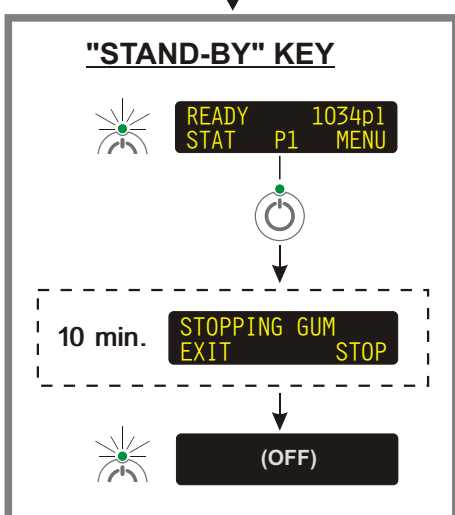 "STAND-BY" KEY
READY 1034pl
STAT P1 MENU
10 min.
STOPPING GUM
EXIT STOP
(OFF)